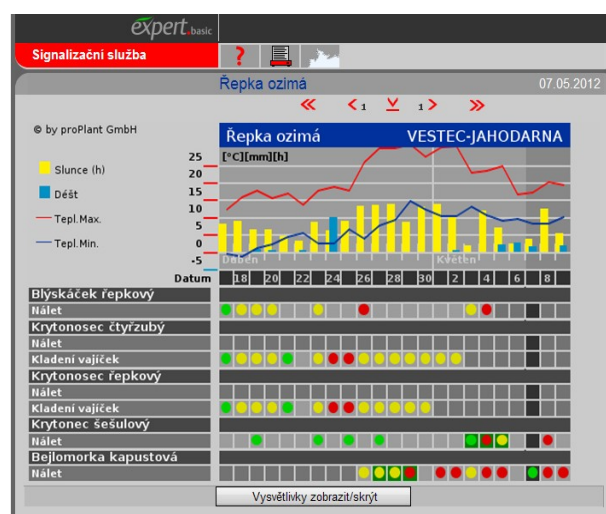 expert.basic
Signalizační služba
?
Řepka ozimá 07.05.2012
<< < 1 v 1 > >>
© by proPlant GmbH
Řepka ozimá VESTEC-JAHODARNA
[°C][mm][h]
25
20
15
10
5
0
-5
Slunce (h)
Déšt
Tepl.Max.
Tepl.Min.
Duben Květen
Datum 18 20 22 24 26 28 30 2 4 6 8
Blýskáček řepkový
Nálet
Krytonosec čtyřzubý
Nálet
Kladení vajíček
Krytonosec řepkový
Nálet
Kladení vajíček
Krytonec šešulový
Nálet
Bejlomorka kapustová
Nálet
Vysvětlivky zobrazit/skrýt